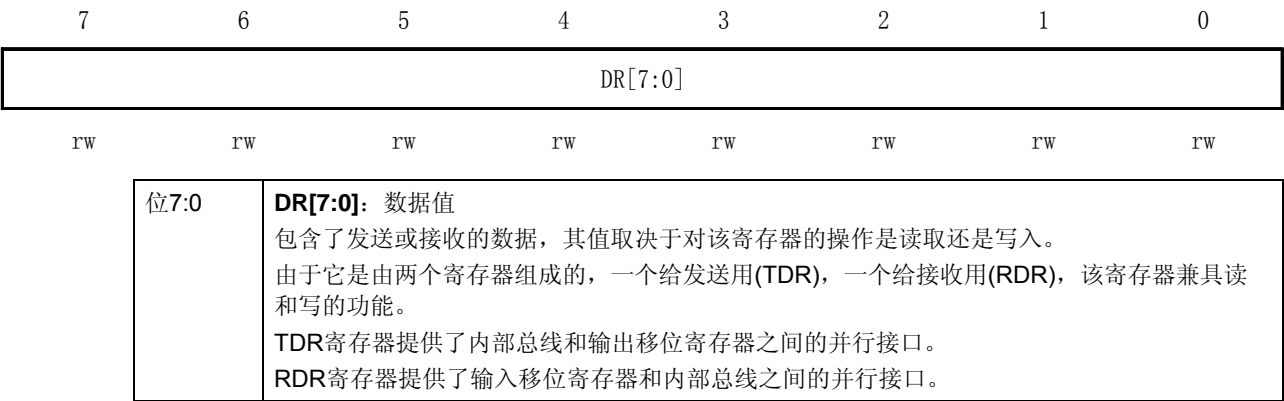 7 6 5 4 3 2 1 0
DR[7:0]
rw rw rw rw rw rw rw rw
位7:0 DR[7:0]：数据值
包含了发送或接收的数据，其值取决于对该寄存器的操作是读取还是写入。
由于它是由两个寄存器组成的，一个给发送用(TDR)，一个给接收用(RDR)，该寄存器兼具读
和写的功能。
TDR寄存器提供了内部总线和输出移位寄存器之间的并行接口。
RDR寄存器提供了输入移位寄存器和内部总线之间的并行接口。